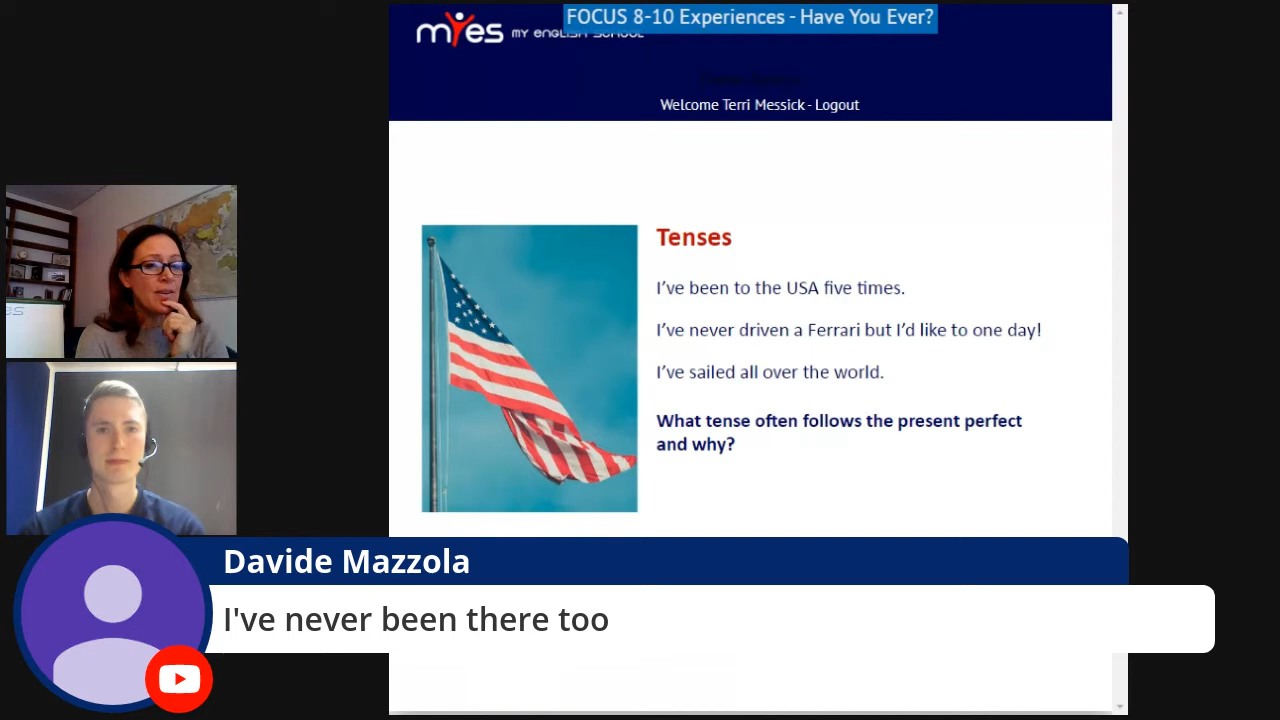 FOCUS 8-10 Experiences - Have You Ever?
myes MY ENGLISH SCHOOL
Welcome Terri Messick - Logout
Tenses
I've been to the USA five times.
I've never driven a Ferrari but I'd like to one day!
I've sailed all over the world.
What tense often follows the present perfect
and why?
es
Davide Mazzola
I've never been there too